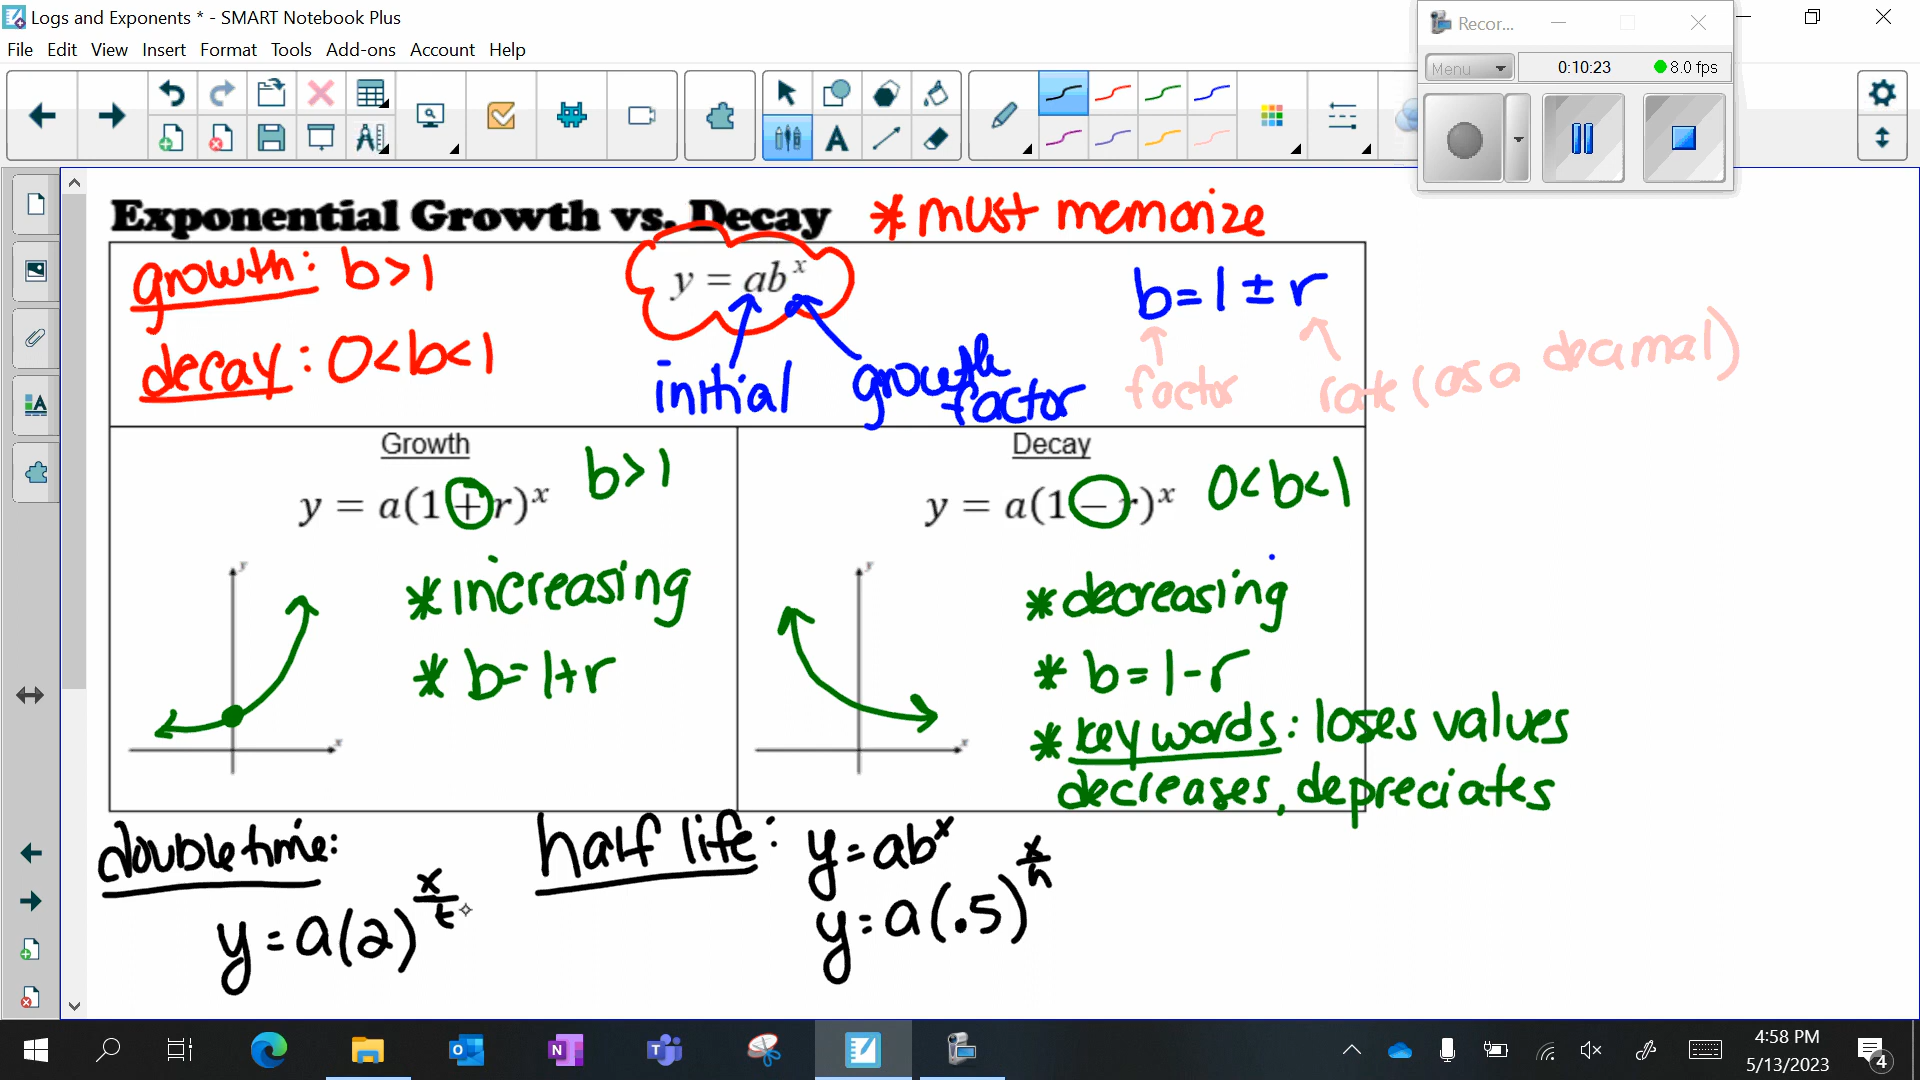 Logs and Exponents * - SMART Notebook Plus
File Edit View Insert Format Tools Add-ons Account Help
Recor...
Menu 0:10:23 8.0 fps
Exponential Growth vs. Decay * must memorize
growth: b>1
y = ab^x
b=1±r
decay: 0<b<1
initial growth factor
factor rate (as a decimal)
Growth
b>1
y = a(1+r)^x
*increasing
* b=1+r
Decay
0<b<1
y = a(1−r)^x
*decreasing
* b=1-r
* key words: loses values
decreases, depreciates
double time:
y=a(2)^x/t
half life: y=ab^x
y=a(.5)^x/h
4:58 PM
5/13/2023
4